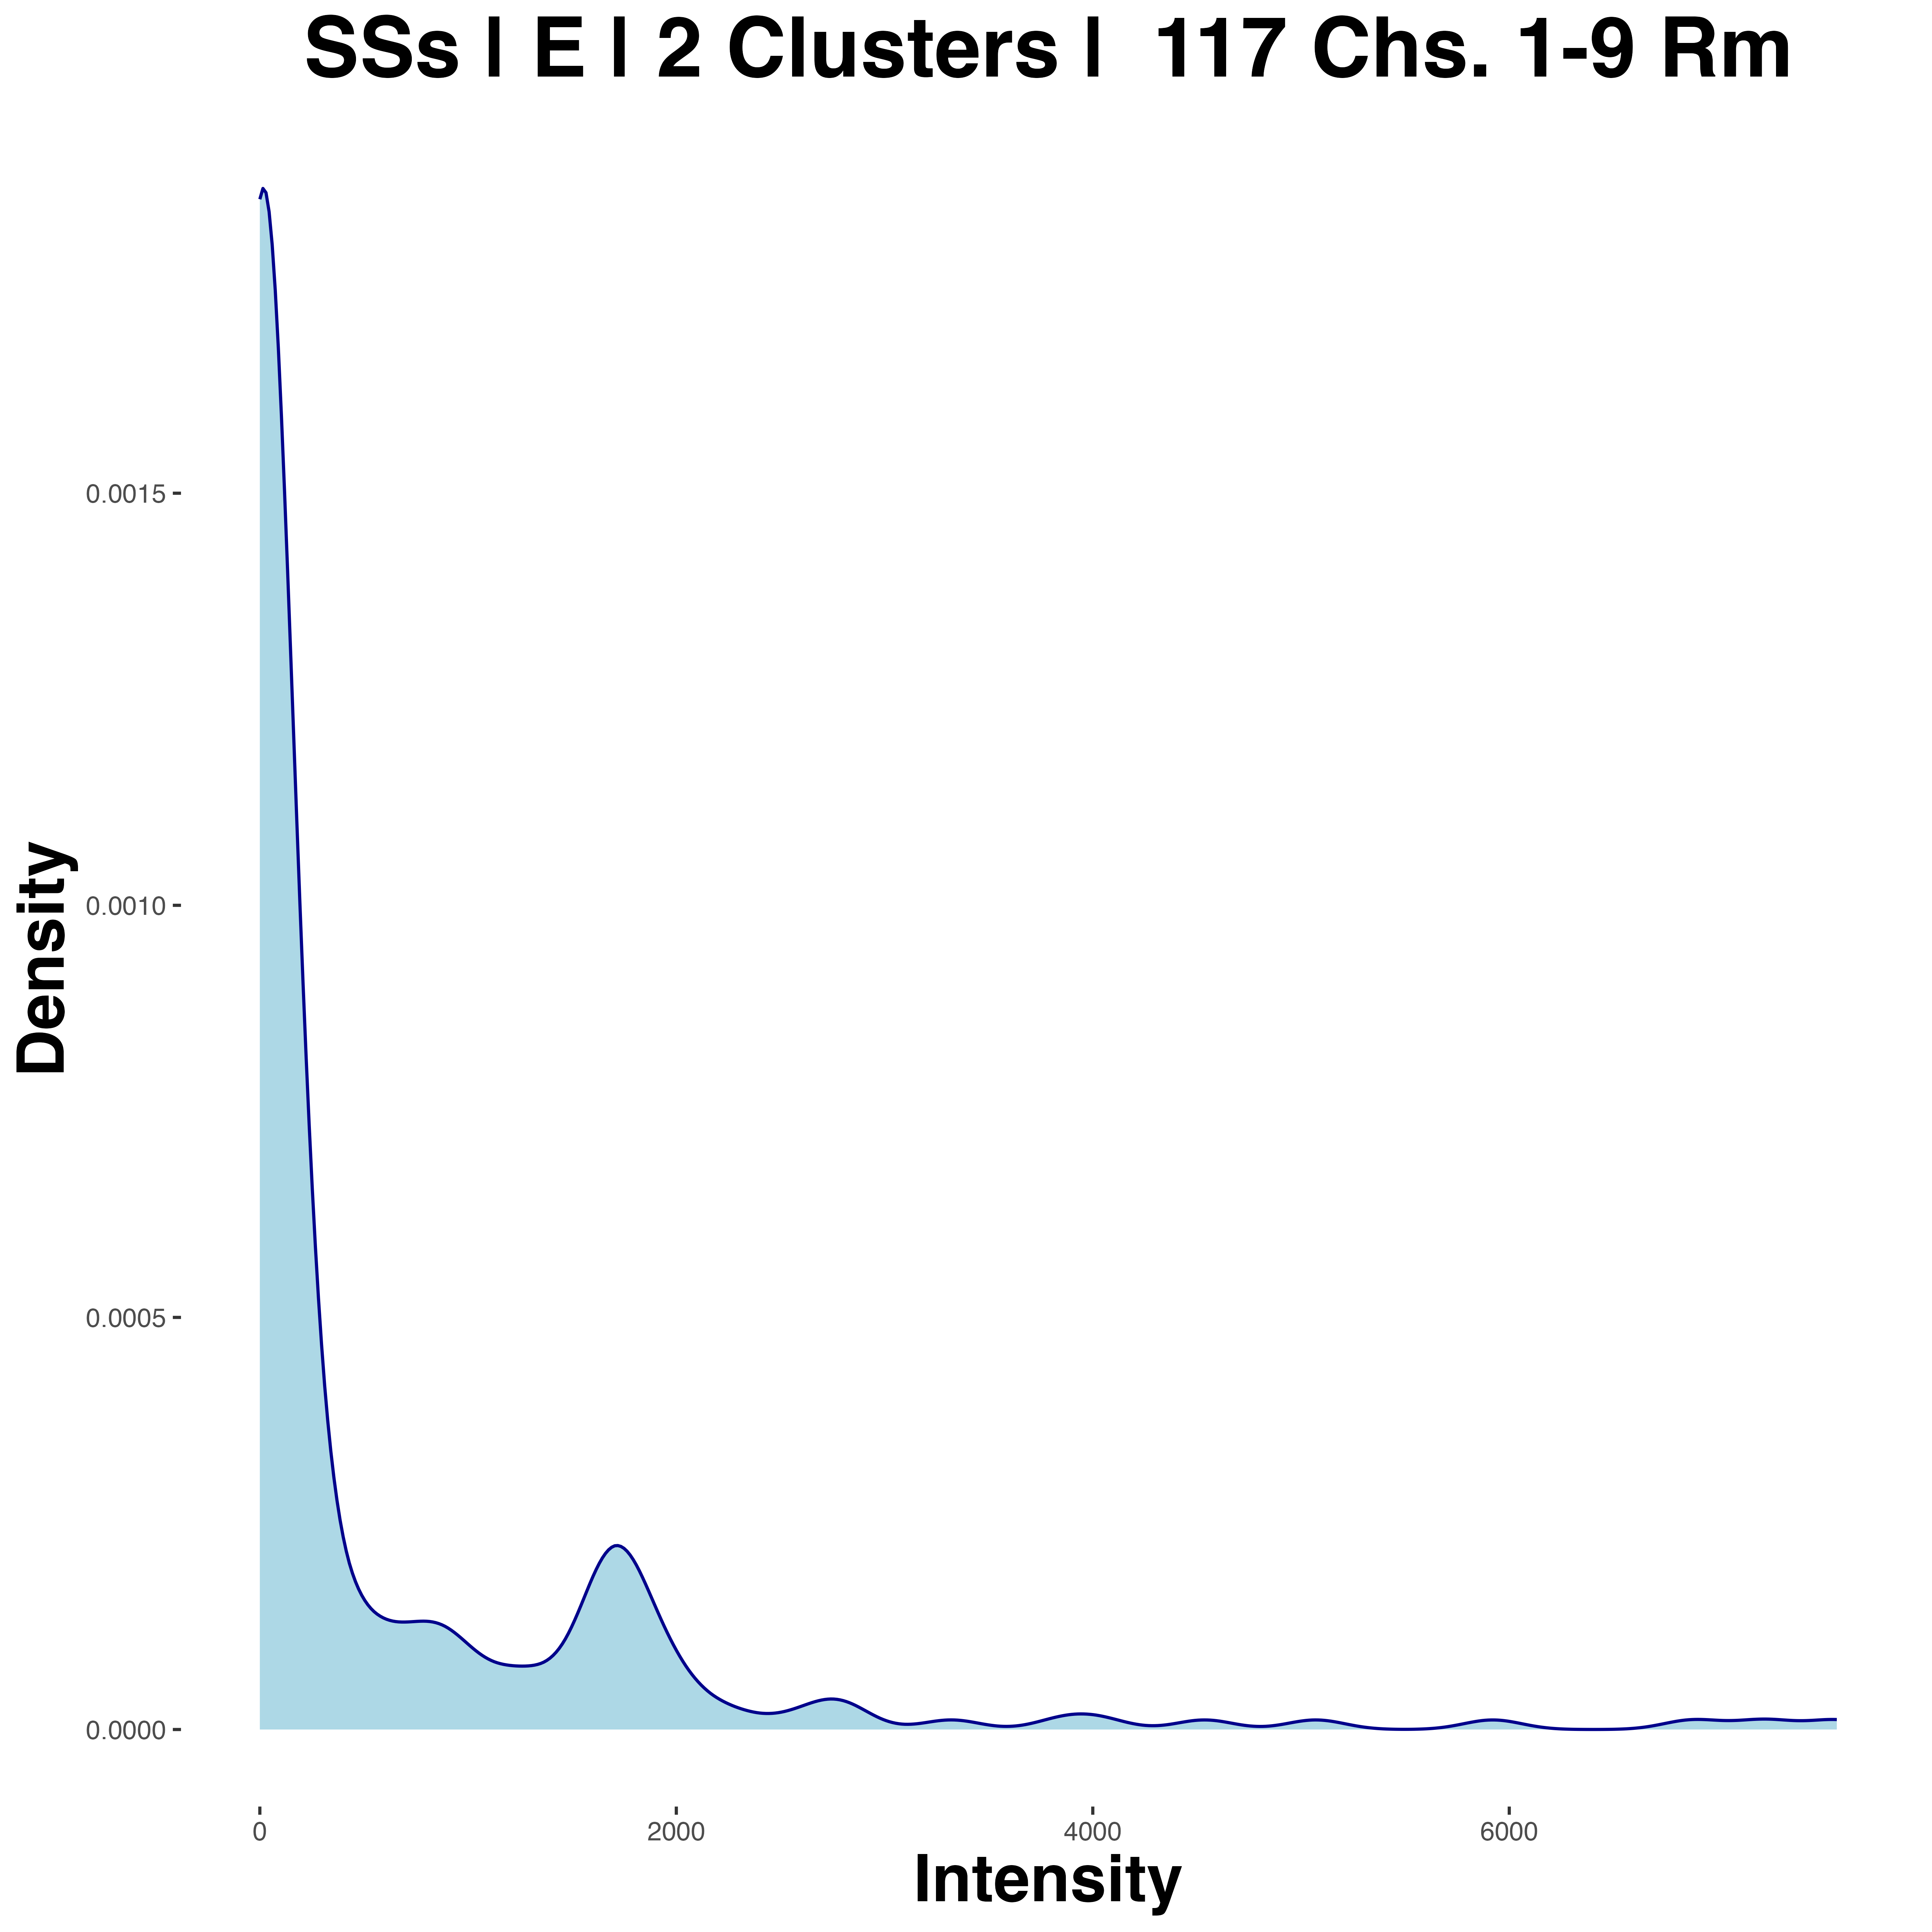 SSs | E | 2 Clusters |  117 Chs. 1-9 Rm
Density
0.0015
0.0010
0.0005
0.0000
0 2000 4000 6000
Intensity